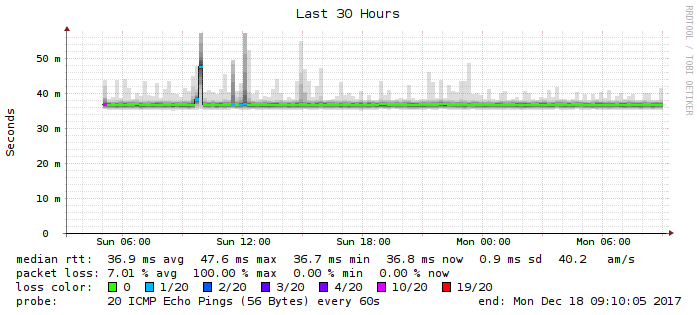 Last 30 Hours
RRDTOOL / TOBI OETIKER
Seconds
50 m
40 m
30 m
20 m
10 m
0
Sun 06:00 Sun 12:00 Sun 18:00 Mon 00:00 Mon 06:00
median rtt: 36.9 ms avg 47.6 ms max 36.7 ms min 36.8 ms now 0.9 ms sd 40.2 am/s
packet loss: 7.01 % avg 100.00 % max 0.00 % min 0.00 % now
loss color: 0 1/20 2/20 3/20 4/20 10/20 19/20
probe: 20 ICMP Echo Pings (56 Bytes) every 60s end: Mon Dec 18 09:10:05 2017